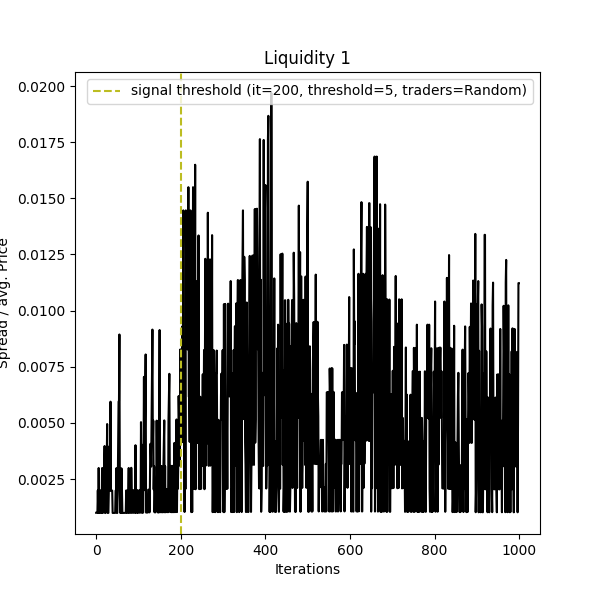 Liquidity 1
signal threshold (it=200, threshold=5, traders=Random)
0.0200
0.0175
0.0150
0.0125
0.0100
0.0075
0.0050
0.0025
Spread / avg. Price
0 200 400 600 800 1000
Iterations